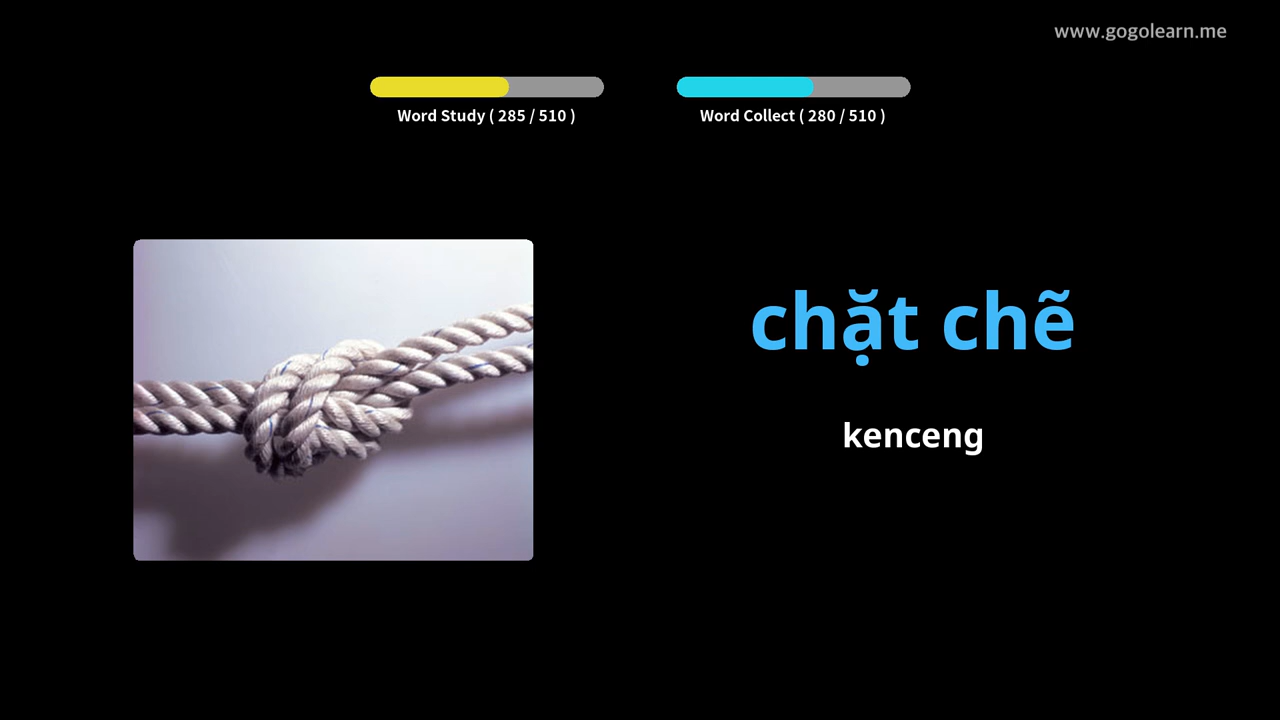 www.gogolearn.me
Word Study ( 285 / 510 )
Word Collect ( 280 / 510 )
chặt chẽ
kenceng